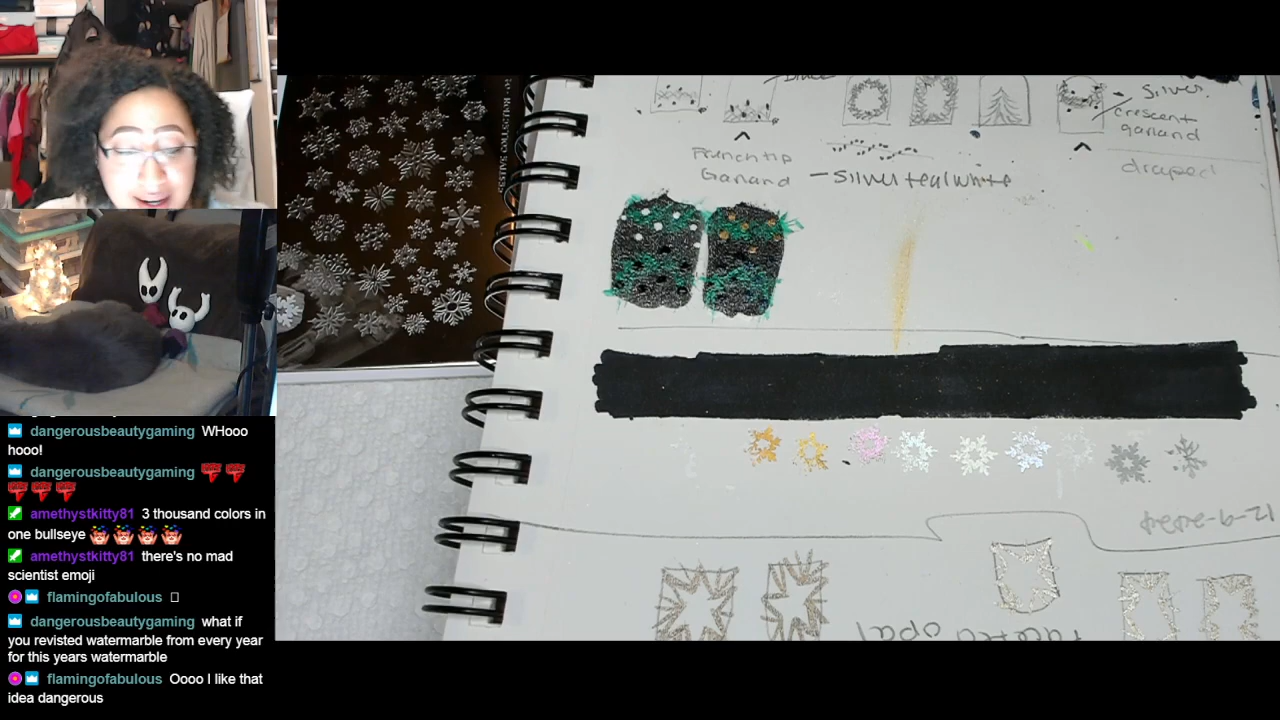 dangerousbeautygaming WHooo
hooo!
dangerousbeautygaming
amethystkitty81 3 thousand colors in
one bullseye
amethystkitty81 there's no mad
scientist emoji
flamingofabulous
dangerousbeautygaming what if
you revisted watermarble from every year
for this years watermarble
flamingofabulous Oooo I like that
idea dangerous
Silver
crescent
garland
draped
French tip
Garland
- Silver teal white
faceted opal